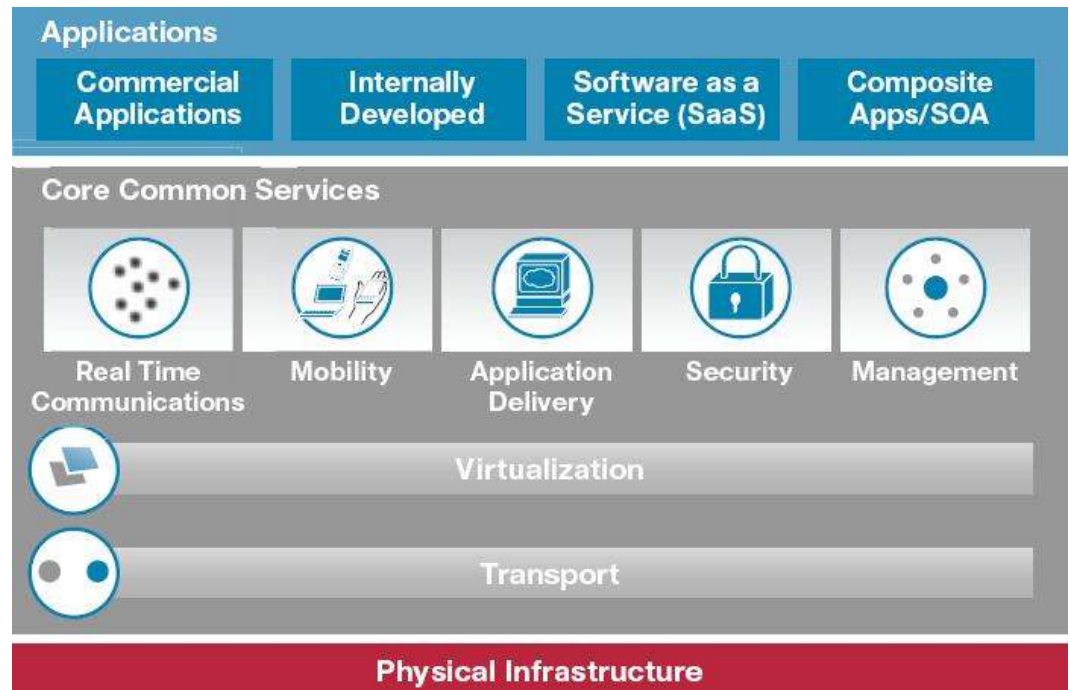 Applications
Commercial
Applications
Internally
Developed
Software as a
Service (SaaS)
Composite
Apps/SOA
Core Common Services
Real Time
Communications
Mobility
Application
Delivery
Security
Management
Virtualization
Transport
Physical Infrastructure